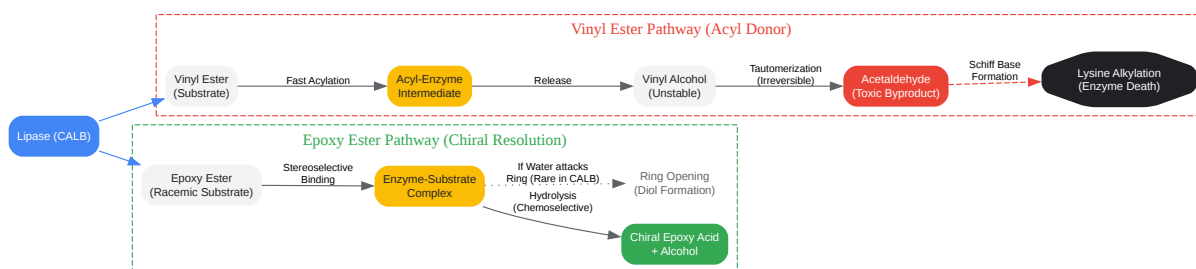 Vinyl Ester Pathway (Acyl Donor)
Vinyl Ester
(Substrate)
Fast Acylation
Acyl-Enzyme
Intermediate
Release
Vinyl Alcohol
(Unstable)
Tautomerization
(Irreversible)
Acetaldehyde
(Toxic Byproduct)
Schiff Base
Formation
Lysine Alkylation
(Enzyme Death)
Lipase (CALB)
Epoxy Ester Pathway (Chiral Resolution)
Epoxy Ester
(Racemic Substrate)
Stereoselective
Binding
Enzyme-Substrate
Complex
If Water attacks
Ring (Rare in CALB)
Ring Opening
(Diol Formation)
Hydrolysis
(Chemoselective)
Chiral Epoxy Acid
+ Alcohol